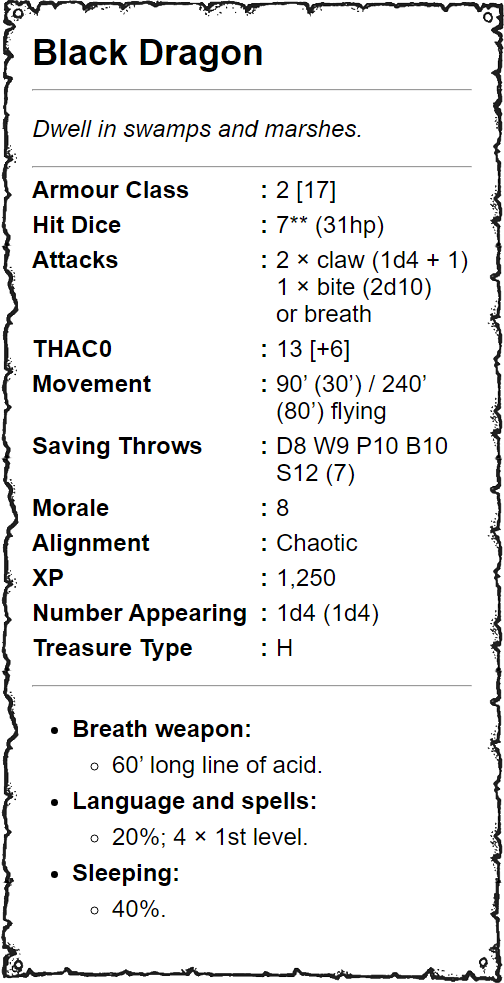 Black Dragon
Dwell in swamps and marshes.
Armour Class : 2 [17]
Hit Dice : 7** (31hp)
Attacks : 2 × claw (1d4 + 1)
1 × bite (2d10)
or breath
THAC0 : 13 [+6]
Movement : 90’ (30’) / 240’
(80’) flying
Saving Throws : D8 W9 P10 B10
S12 (7)
Morale : 8
Alignment : Chaotic
XP : 1,250
Number Appearing : 1d4 (1d4)
Treasure Type : H
• Breath weapon:
◦ 60’ long line of acid.
• Language and spells:
◦ 20%; 4 × 1st level.
• Sleeping:
◦ 40%.